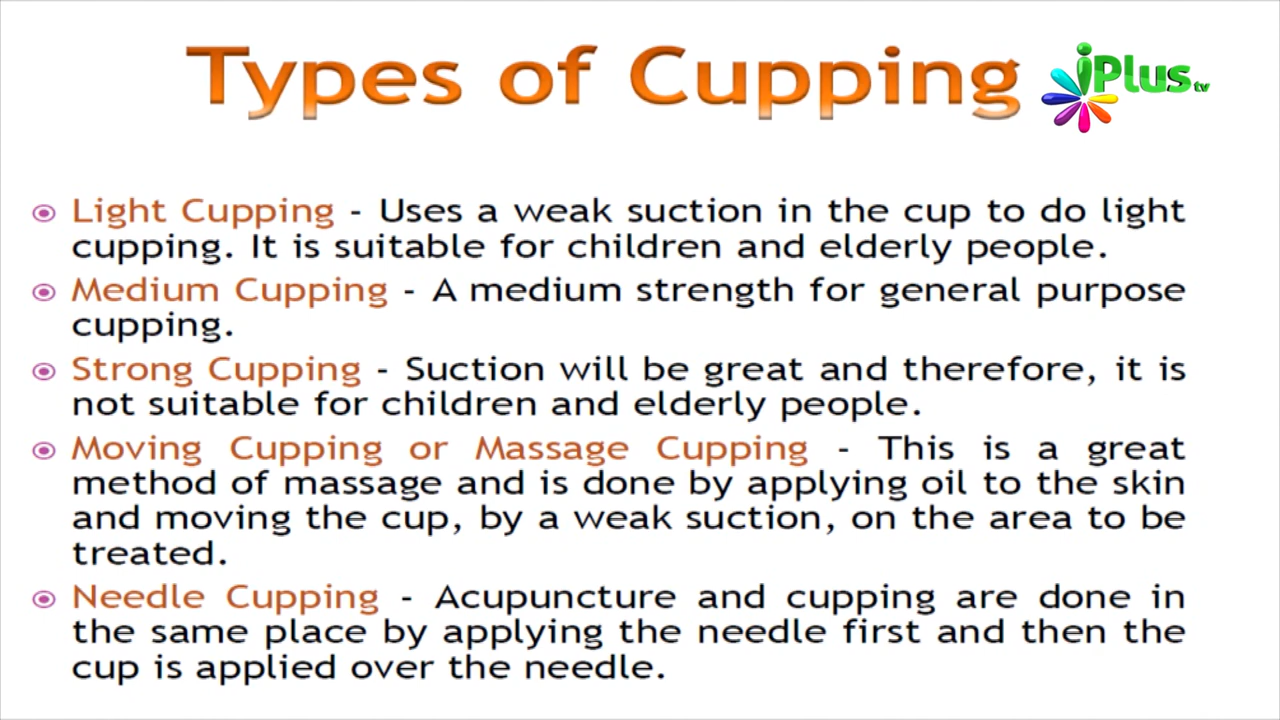 Types of Cupping
iPlus tv
Light Cupping - Uses a weak suction in the cup to do light
cupping. It is suitable for children and elderly people.
Medium Cupping - A medium strength for general purpose
cupping.
Strong Cupping - Suction will be great and therefore, it is
not suitable for children and elderly people.
Moving Cupping or Massage Cupping - This is a great
method of massage and is done by applying oil to the skin
and moving the cup, by a weak suction, on the area to be
treated.
Needle Cupping - Acupuncture and cupping are done in
the same place by applying the needle first and then the
cup is applied over the needle.